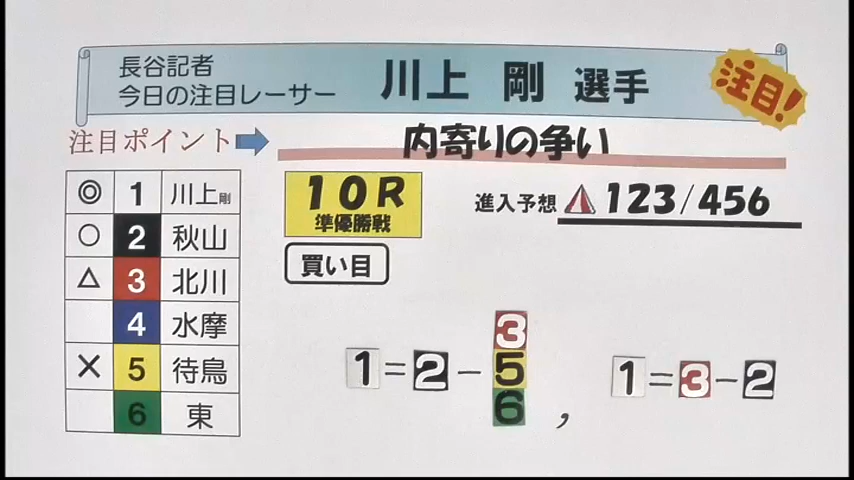 長谷記者
今日の注目レーサー
川上 剛 選手
注目!
注目ポイント
内寄りの争い
◎ 1 川上剛
○ 2 秋山
△ 3 北川
4 水摩
× 5 待鳥
6 東
10R
準優勝戦
進入予想 123/456
買い目
1=2-3
5
6
,
1=3-2